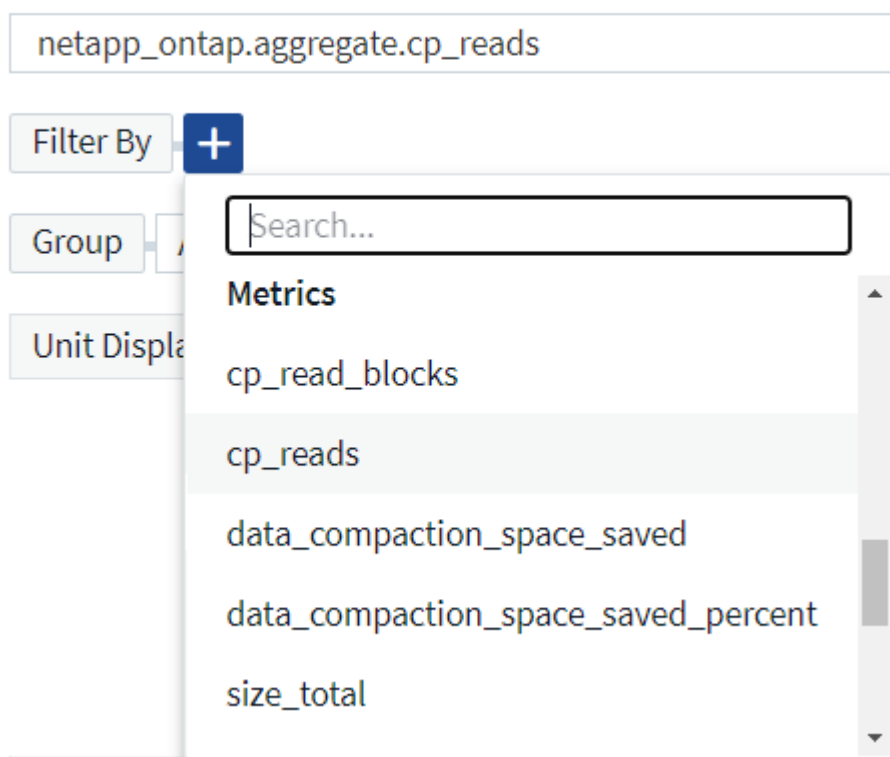 netapp_ontap.aggregate.cp_reads
Filter By
Search...
Group
Metrics
Unit Displa
cp_read_blocks
cp_reads
data_compaction_space_saved
data_compaction_space_saved_percent
size_total